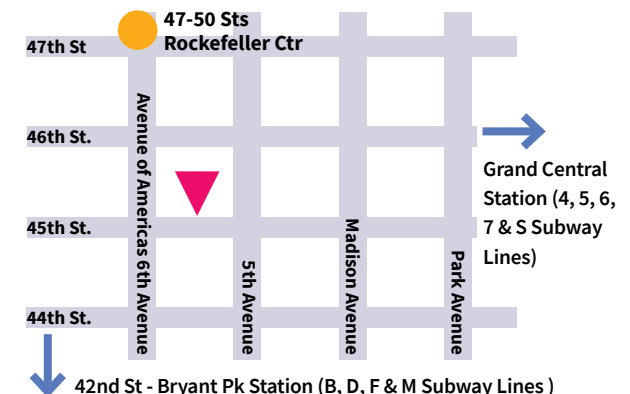 47-50 Sts
Rockefeller Ctr
47th St
46th St.
Grand Central
Station (4, 5, 6,
7 & S Subway
Lines)
45th St.
44th St.
Avenue of Americas 6th Avenue
5th Avenue
Madison Avenue
Park Avenue
42nd St - Bryant Pk Station (B, D, F & M Subway Lines )